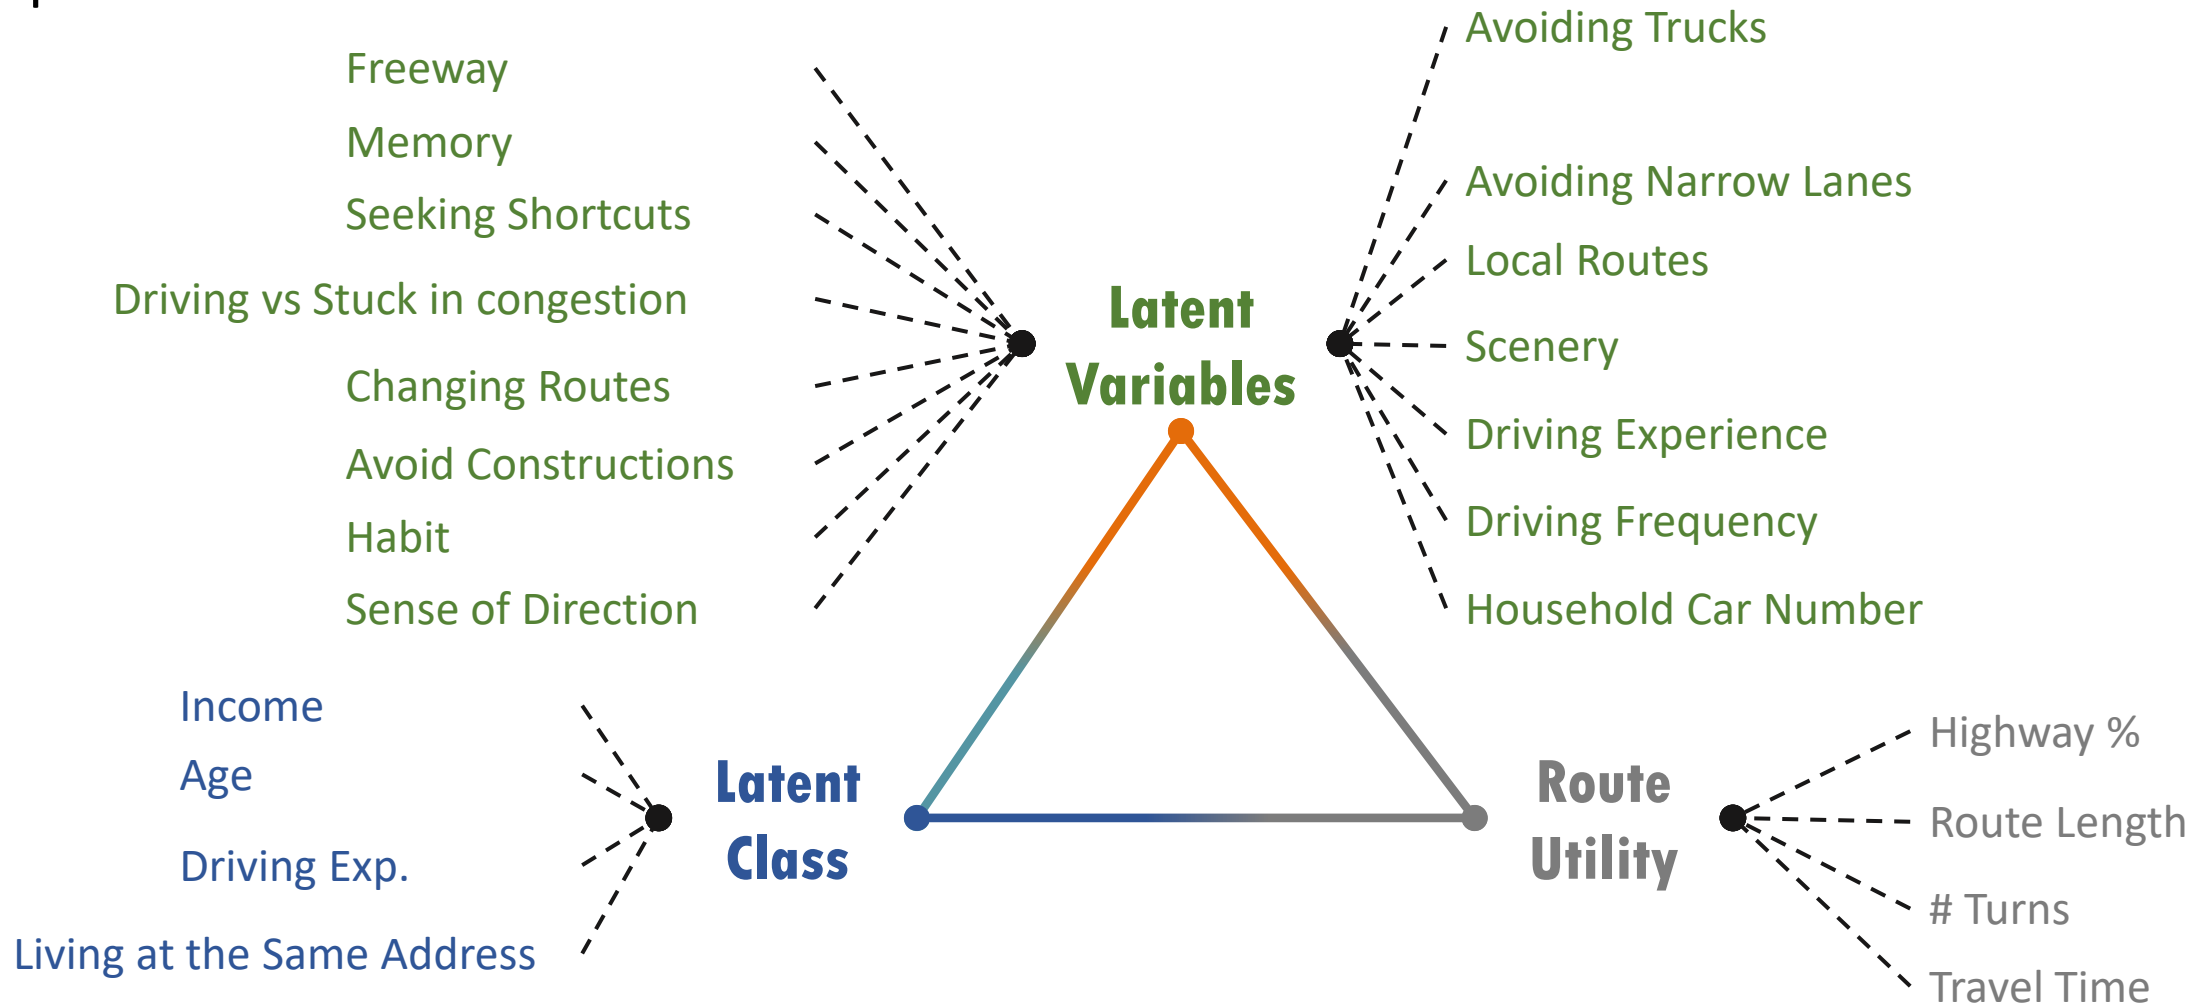 Freeway
Memory
Seeking Shortcuts
Driving vs Stuck in congestion
Changing Routes
Avoid Constructions
Habit
Sense of Direction
Latent
Variables
Avoiding Trucks
Avoiding Narrow Lanes
Local Routes
Scenery
Driving Experience
Driving Frequency
Household Car Number
Income
Age
Driving Exp.
Living at the Same Address
Latent
Class
Route
Utility
Highway %
Route Length
# Turns
Travel Time